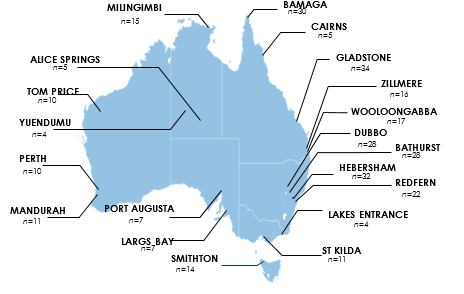 BAMAGA
n=30
MILINGIMBI
n=15
CAIRNS
n=5
ALICE SPRINGS
n=5
GLADSTONE
n=34
TOM PRICE
n=10
ZILLMERE
n=16
YUENDUMU
n=4
WOOLOONGABBA
n=17
DUBBO
n=28
BATHURST
n=28
PERTH
n=10
HEBERSHAM
n=32
REDFERN
n=22
MANDURAH
n=11
PORT AUGUSTA
n=7
LAKES ENTRANCE
n=4
LARGS BAY
n=7
ST KILDA
n=11
SMITHTON
n=14